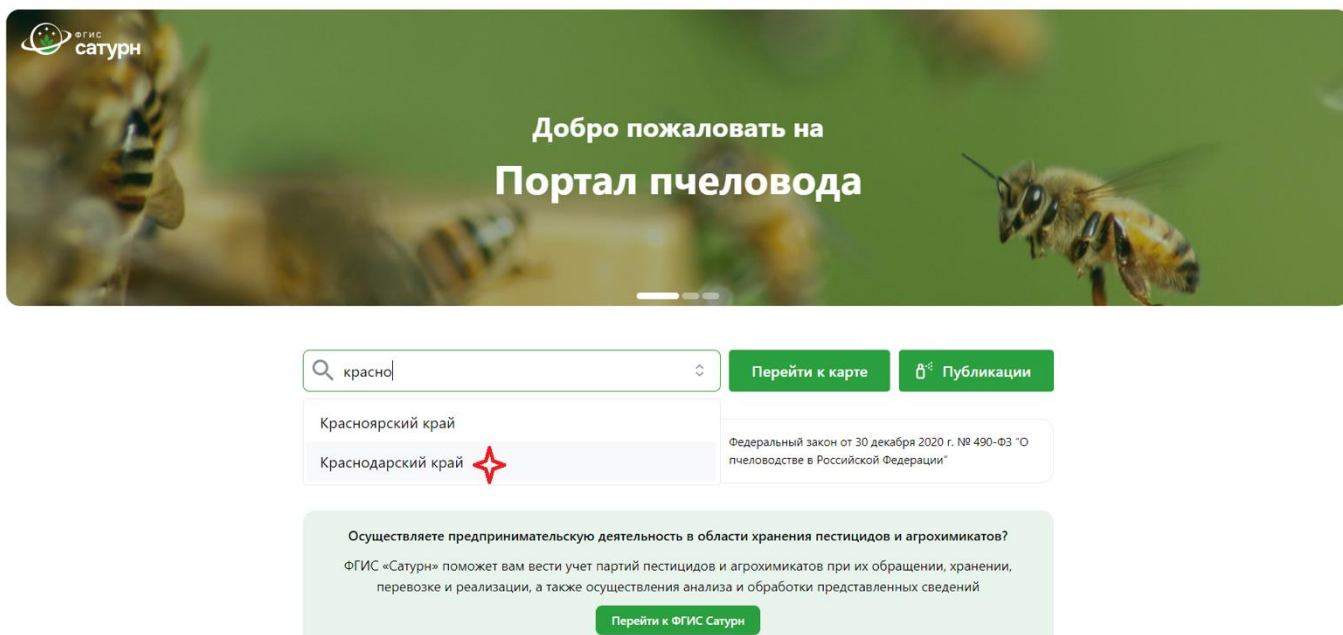 ФГИС
сатурн
Добро пожаловать на
Портал пчеловода
красно
Перейти к карте
Публикации
Красноярский край
Краснодарский край
Федеральный закон от 30 декабря 2020 г. № 490-ФЗ "О
пчеловодстве в Российской Федерации"
Осуществляете предпринимательскую деятельность в области хранения пестицидов и агрохимикатов?
ФГИС «Сатурн» поможет вам вести учет партий пестицидов и агрохимикатов при их обращении, хранении,
перевозке и реализации, а также осуществления анализа и обработки представленных сведений
Перейти к ФГИС Сатурн